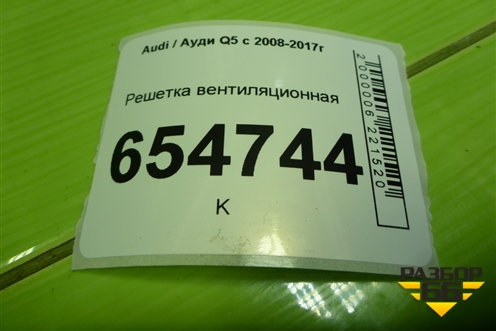 Audi / Ауди Q5 с 2008-2017г
Решетка вентиляционная
654744
К
2000006221520
РАЗБОР
66